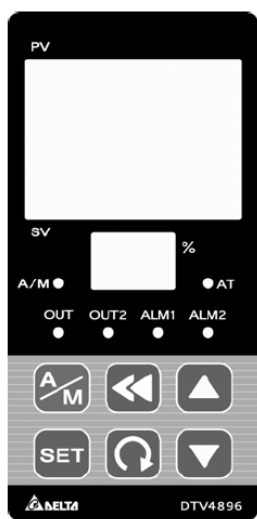 PV
SV
%
A/M AT
OUT OUT2 ALM1 ALM2
A/M
SET
DELTA DTV4896